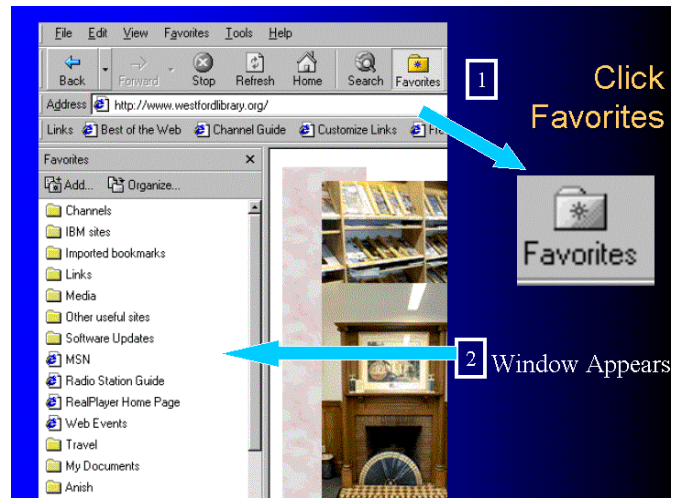 File Edit View Favorites Tools Help
Back Forward Stop Refresh Home Search Favorites
Address http://www.westfordlibrary.org/
Links Best of the Web Channel Guide Customize Links
Favorites
Add... Organize...
Channels
IBM sites
Imported bookmarks
Links
Media
Other useful sites
Software Updates
MSN
Radio Station Guide
RealPlayer Home Page
Web Events
Travel
My Documents
Anish
1
Click
Favorites
Favorites
2 Window Appears